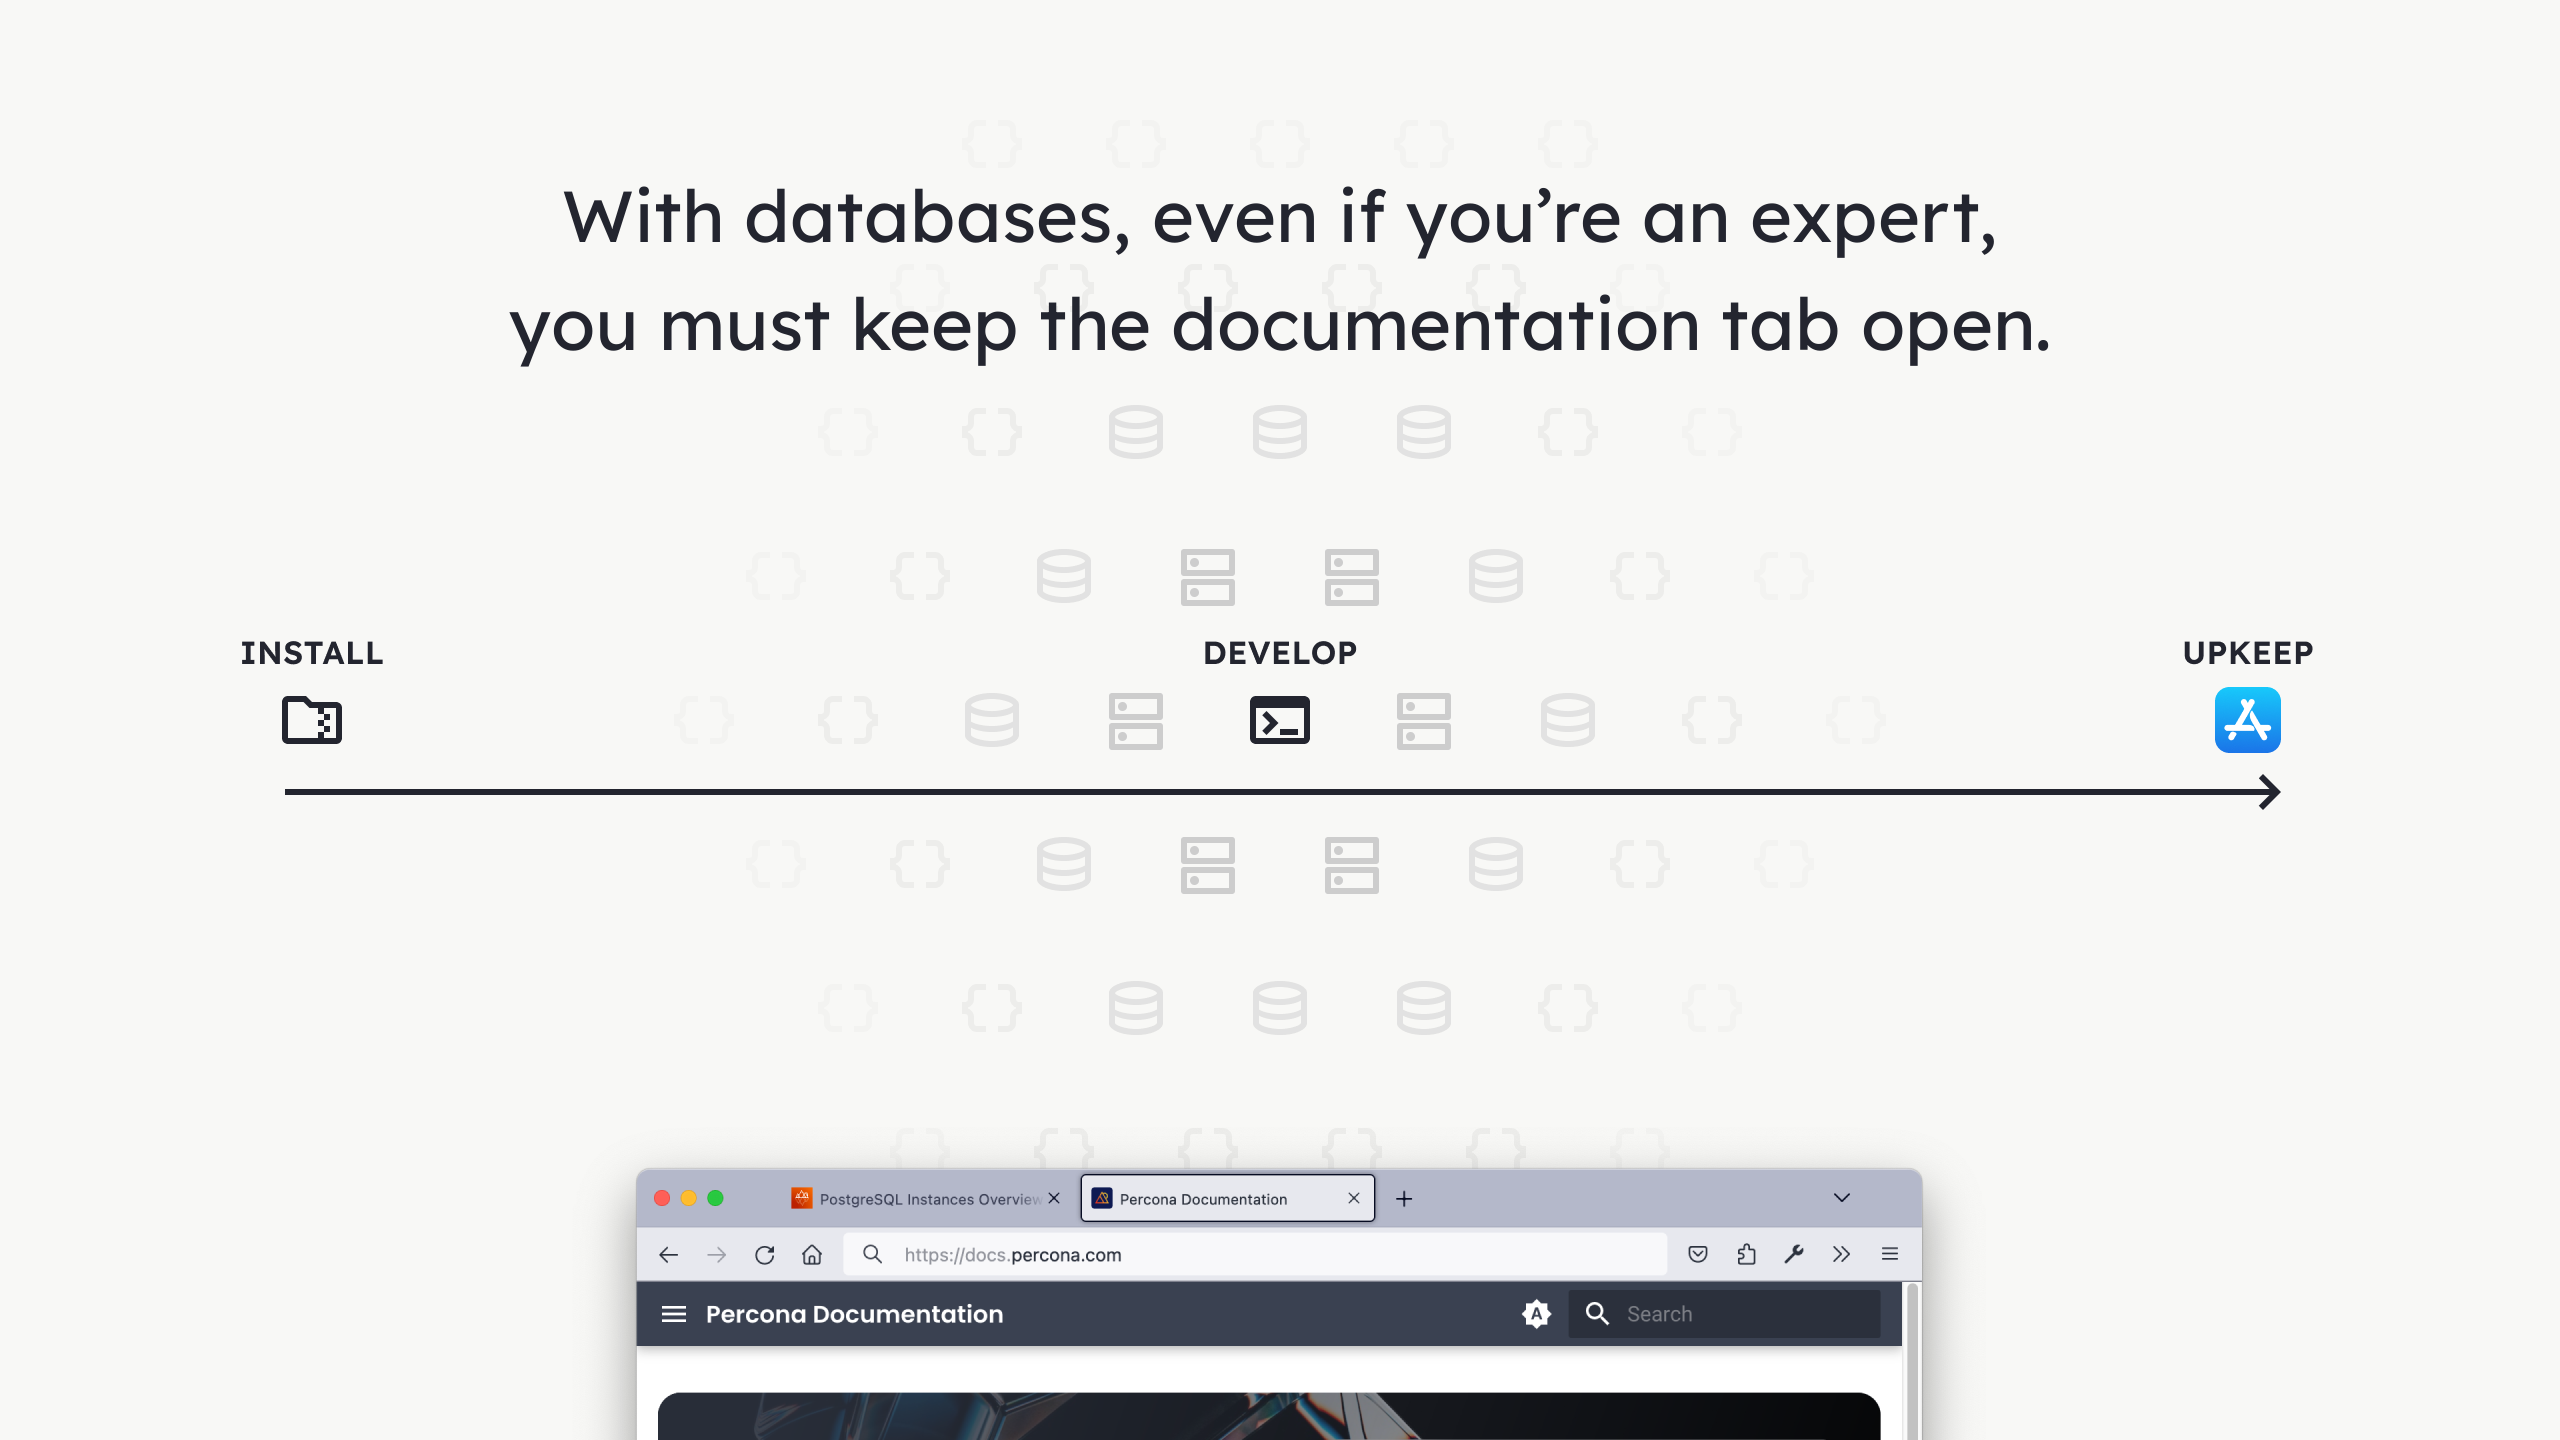 With databases, even if you’re an expert,
you must keep the documentation tab open.
INSTALL
DEVELOP
UPKEEP
PostgreSQL Instances Overview
Percona Documentation
https://docs.percona.com
Percona Documentation
A
Search